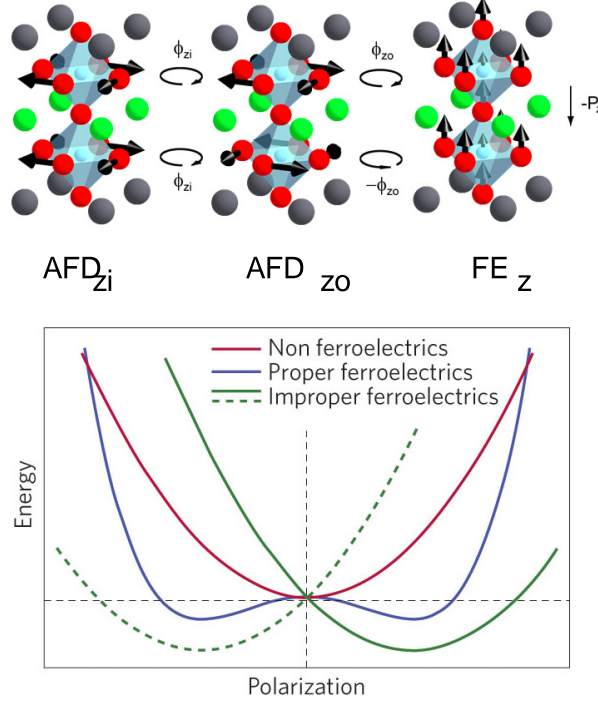 ϕzi
ϕzo
-Pz
ϕzi
−ϕzo
AFDzi
AFD zo
FE z
Non ferroelectrics
Proper ferroelectrics
Improper ferroelectrics
Energy
Polarization